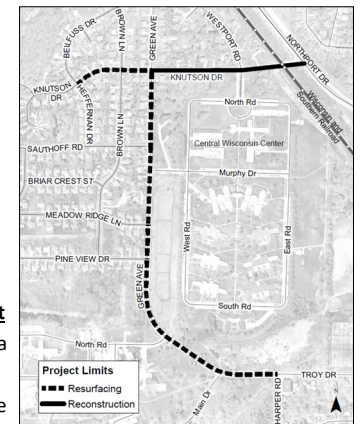 BELFUSS DR
BROWN LN
GREEN AVE
WESTPORT RD
NORTHPORT DR
KNUTSON
DR
KNUTSON DR
HEFFERNAN DR
BROWN LN
North Rd
Wisconsin and
Southern Railroad
SAUTHOFF RD
Central Wisconsin Center
BRIAR CREST ST
Murphy Dr
MEADOW RIDGE LN
West Rd
East Rd
PINE VIEW DR
GREEN AVE
South Rd
t
a
e
North Rd
Project Limits
Resurfacing
Reconstruction
Main Dr
TROY DR
HARPER RD
N